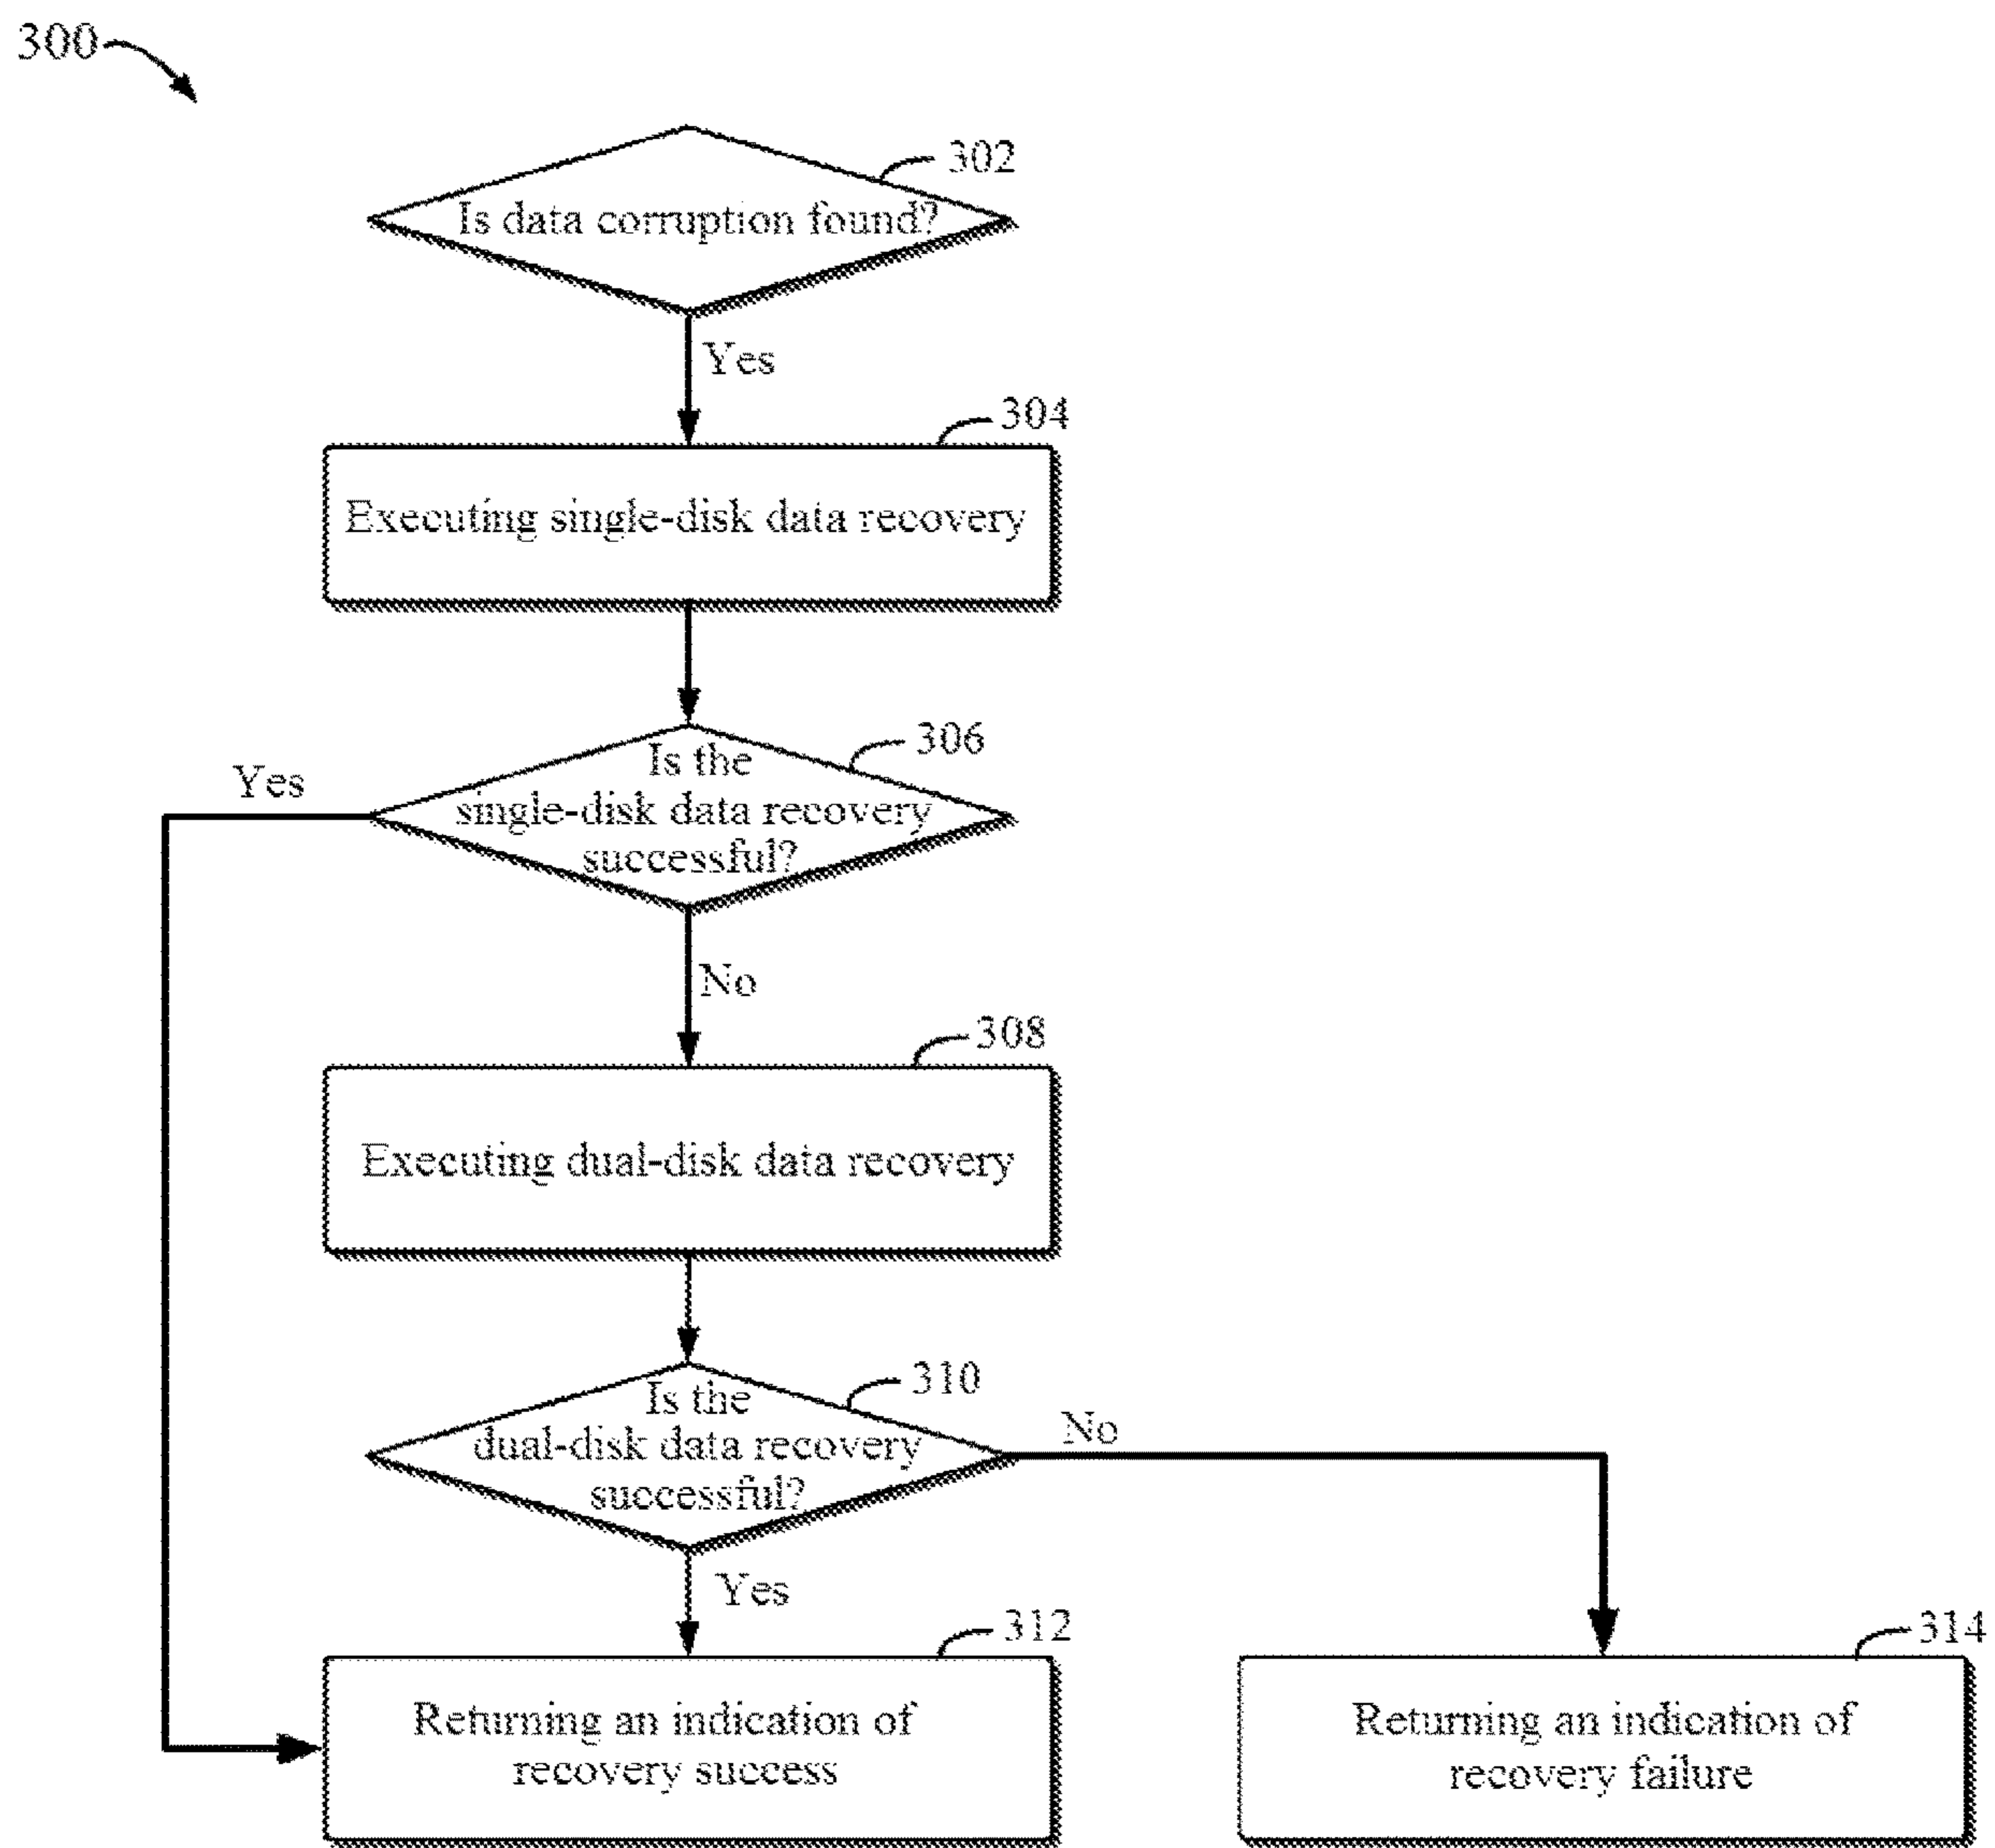 300
302
Is data corruption found?
Yes
304
Executing single-disk data recovery
306
Is the
single-disk data recovery
successful?
Yes
No
308
Executing dual-disk data recovery
310
Is the
dual-disk data recovery
successful?
No
Yes
312
Returning an indication of
recovery success
314
Returning an indication of
recovery failure